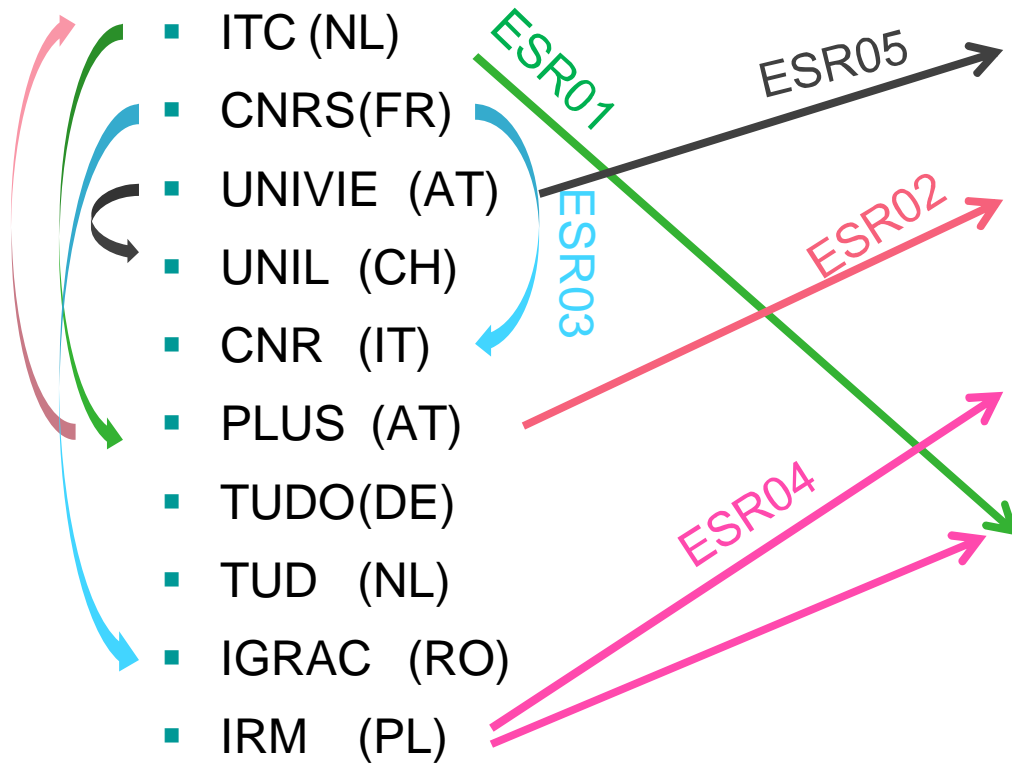 ITC (NL)
CNRS(FR)
UNIVIE (AT)
UNIL (CH)
CNR (IT)
PLUS (AT)
TUDO(DE)
TUD (NL)
IGRAC (RO)
IRM (PL)
ESR01
ESR05
ESR03
ESR02
ESR04